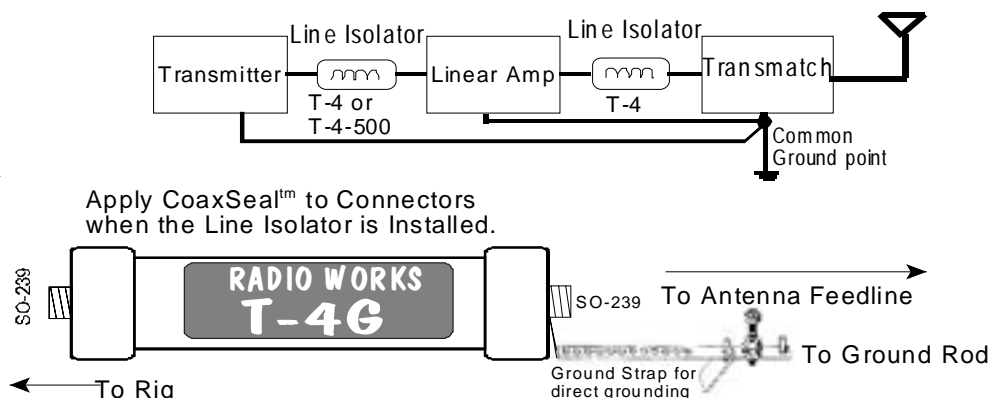 Line Isolator
Line Isolator
Transmitter
Linear Amp
Transmatch
T-4 or
T-4-500
T-4
Common
Ground point
Apply CoaxSeal™ to Connectors
when the Line Isolator is Installed.
SO-239
RADIO WORKS
T-4G
SO-239
To Antenna Feedline
To Ground Rod
Ground Strap for
direct grounding
To Rig